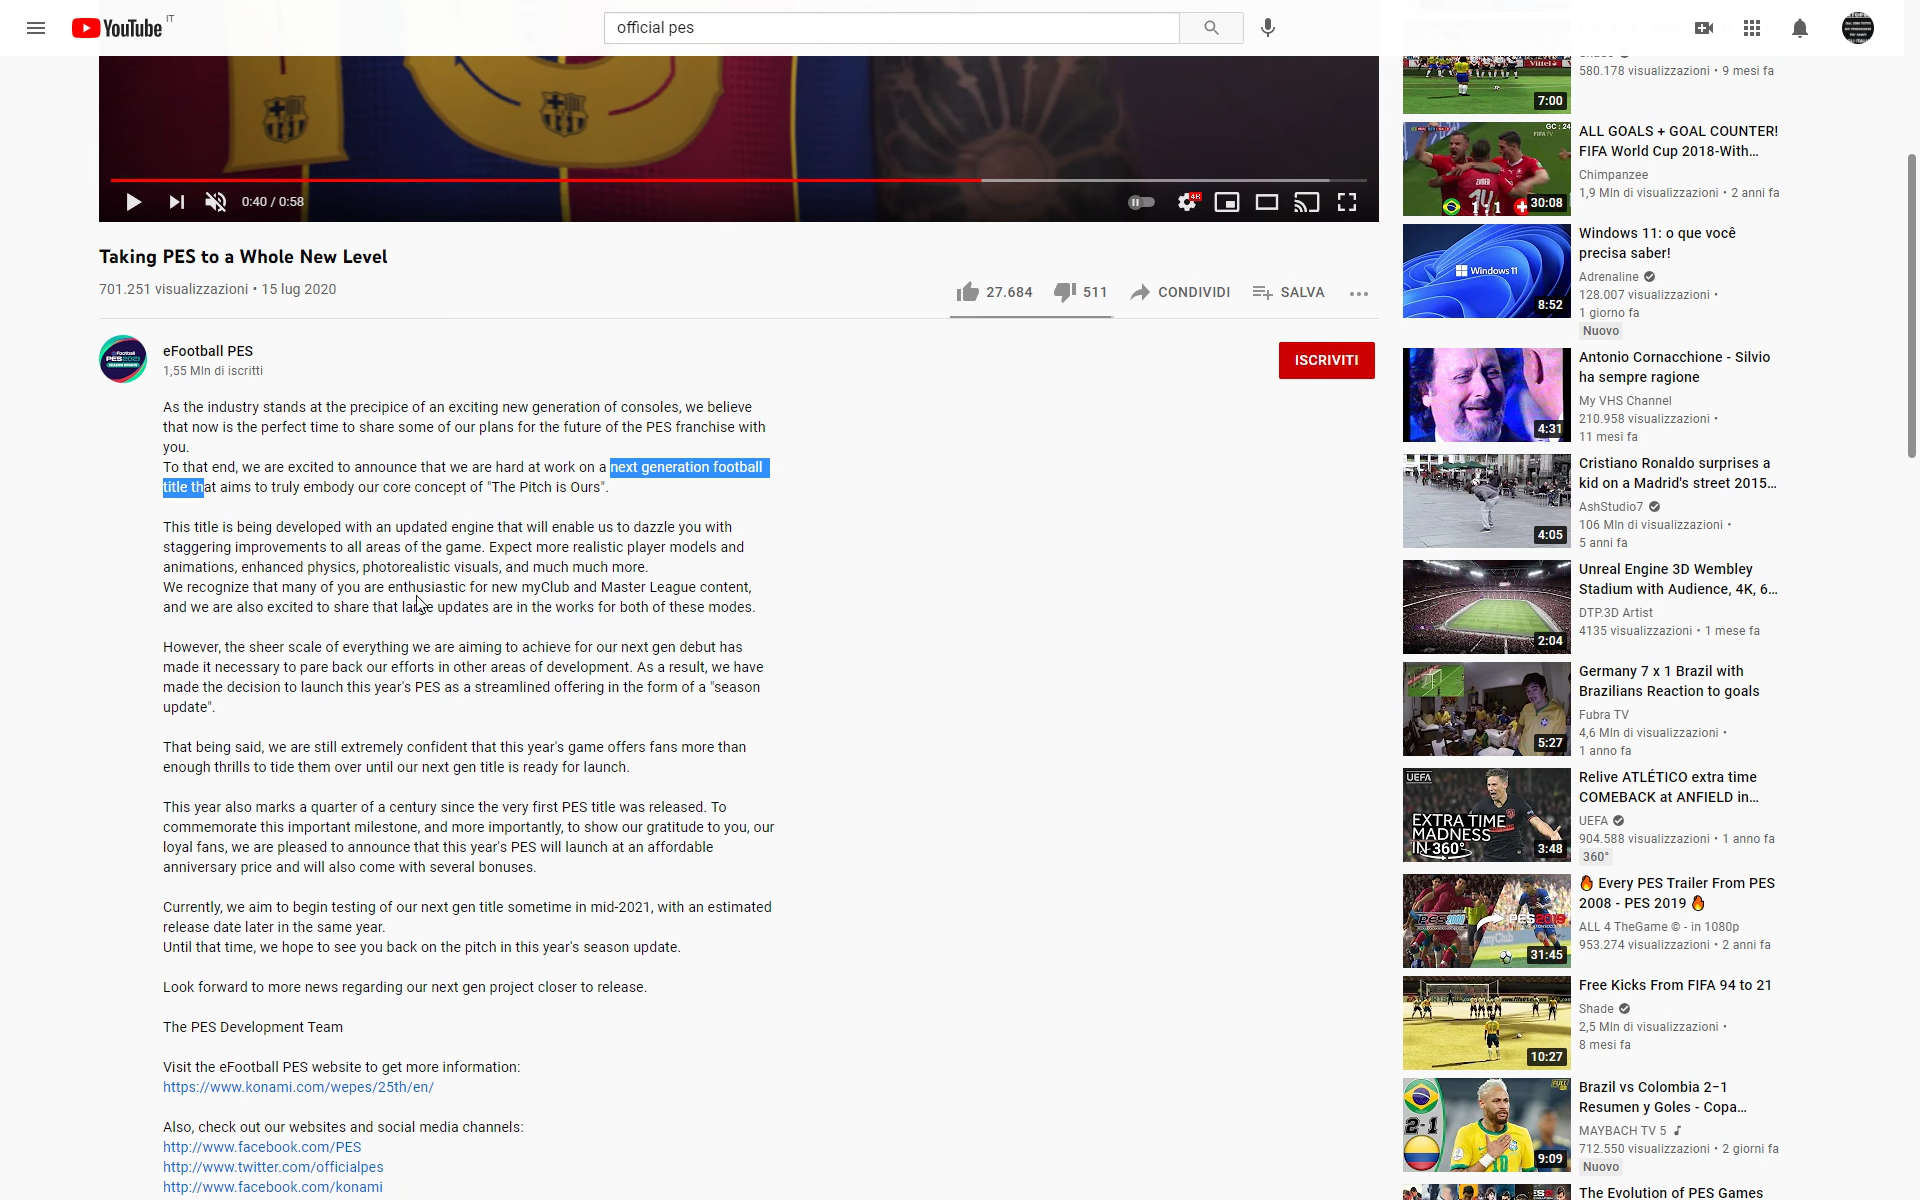 YouTube IT
official pes
0:40 / 0:58
4K
Taking PES to a Whole New Level
701.251 visualizzazioni • 15 lug 2020
27.684
511
CONDIVIDI
SALVA
eFootball PES
1,55 Mln di iscritti
ISCRIVITI
As the industry stands at the precipice of an exciting new generation of consoles, we believe
that now is the perfect time to share some of our plans for the future of the PES franchise with
you.
To that end, we are excited to announce that we are hard at work on a next generation football
title that aims to truly embody our core concept of "The Pitch is Ours".
This title is being developed with an updated engine that will enable us to dazzle you with
staggering improvements to all areas of the game. Expect more realistic player models and
animations, enhanced physics, photorealistic visuals, and much much more.
We recognize that many of you are enthusiastic for new myClub and Master League content,
and we are also excited to share that large updates are in the works for both of these modes.
However, the sheer scale of everything we are aiming to achieve for our next gen debut has
made it necessary to pare back our efforts in other areas of development. As a result, we have
made the decision to launch this year's PES as a streamlined offering in the form of a "season
update".
That being said, we are still extremely confident that this year's game offers fans more than
enough thrills to tide them over until our next gen title is ready for launch.
This year also marks a quarter of a century since the very first PES title was released. To
commemorate this important milestone, and more importantly, to show our gratitude to you, our
loyal fans, we are pleased to announce that this year's PES will launch at an affordable
anniversary price and will also come with several bonuses.
Currently, we aim to begin testing of our next gen title sometime in mid-2021, with an estimated
release date later in the same year.
Until that time, we hope to see you back on the pitch in this year's season update.
Look forward to more news regarding our next gen project closer to release.
The PES Development Team
Visit the eFootball PES website to get more information:
https://www.konami.com/wepes/25th/en/
Also, check out our websites and social media channels:
http://www.facebook.com/PES
http://www.twitter.com/officialpes
http://www.facebook.com/konami
Vittel
7:00
580.178 visualizzazioni • 9 mesi fa
GC : 24
FIFA TV
1 1
30:08
ALL GOALS + GOAL COUNTER!
FIFA World Cup 2018-With…
Chimpanzee
1,9 Mln di visualizzazioni • 2 anni fa
Windows 11
8:52
Windows 11: o que você
precisa saber!
Adrenaline
128.007 visualizzazioni •
1 giorno fa
Nuovo
4:31
Antonio Cornacchione - Silvio
ha sempre ragione
My VHS Channel
210.958 visualizzazioni •
11 mesi fa
4:05
Cristiano Ronaldo surprises a
kid on a Madrid's street 2015…
AshStudio7
106 Mln di visualizzazioni •
5 anni fa
2:04
Unreal Engine 3D Wembley
Stadium with Audience, 4K, 6…
DTP.3D Artist
4135 visualizzazioni • 1 mese fa
5:27
Germany 7 x 1 Brazil with
Brazilians Reaction to goals
Fubra TV
4,6 Mln di visualizzazioni •
1 anno fa
UEFA
EXTRA TIME
MADNESS
IN 360°
3:48
Relive ATLÉTICO extra time
COMEBACK at ANFIELD in…
UEFA
904.588 visualizzazioni • 1 anno fa
360°
PES2008
PES2019
31:45
🔥 Every PES Trailer From PES
2008 - PES 2019 🔥
ALL 4 TheGame © - in 1080p
953.274 visualizzazioni • 2 anni fa
10:27
Free Kicks From FIFA 94 to 21
Shade
2,5 Mln di visualizzazioni •
8 mesi fa
2-1
10
9:09
Brazil vs Colombia 2−1
Resumen y Goles - Copa…
MAYBACH TV 5 ♪
712.550 visualizzazioni • 2 giorni fa
Nuovo
The Evolution of PES Games